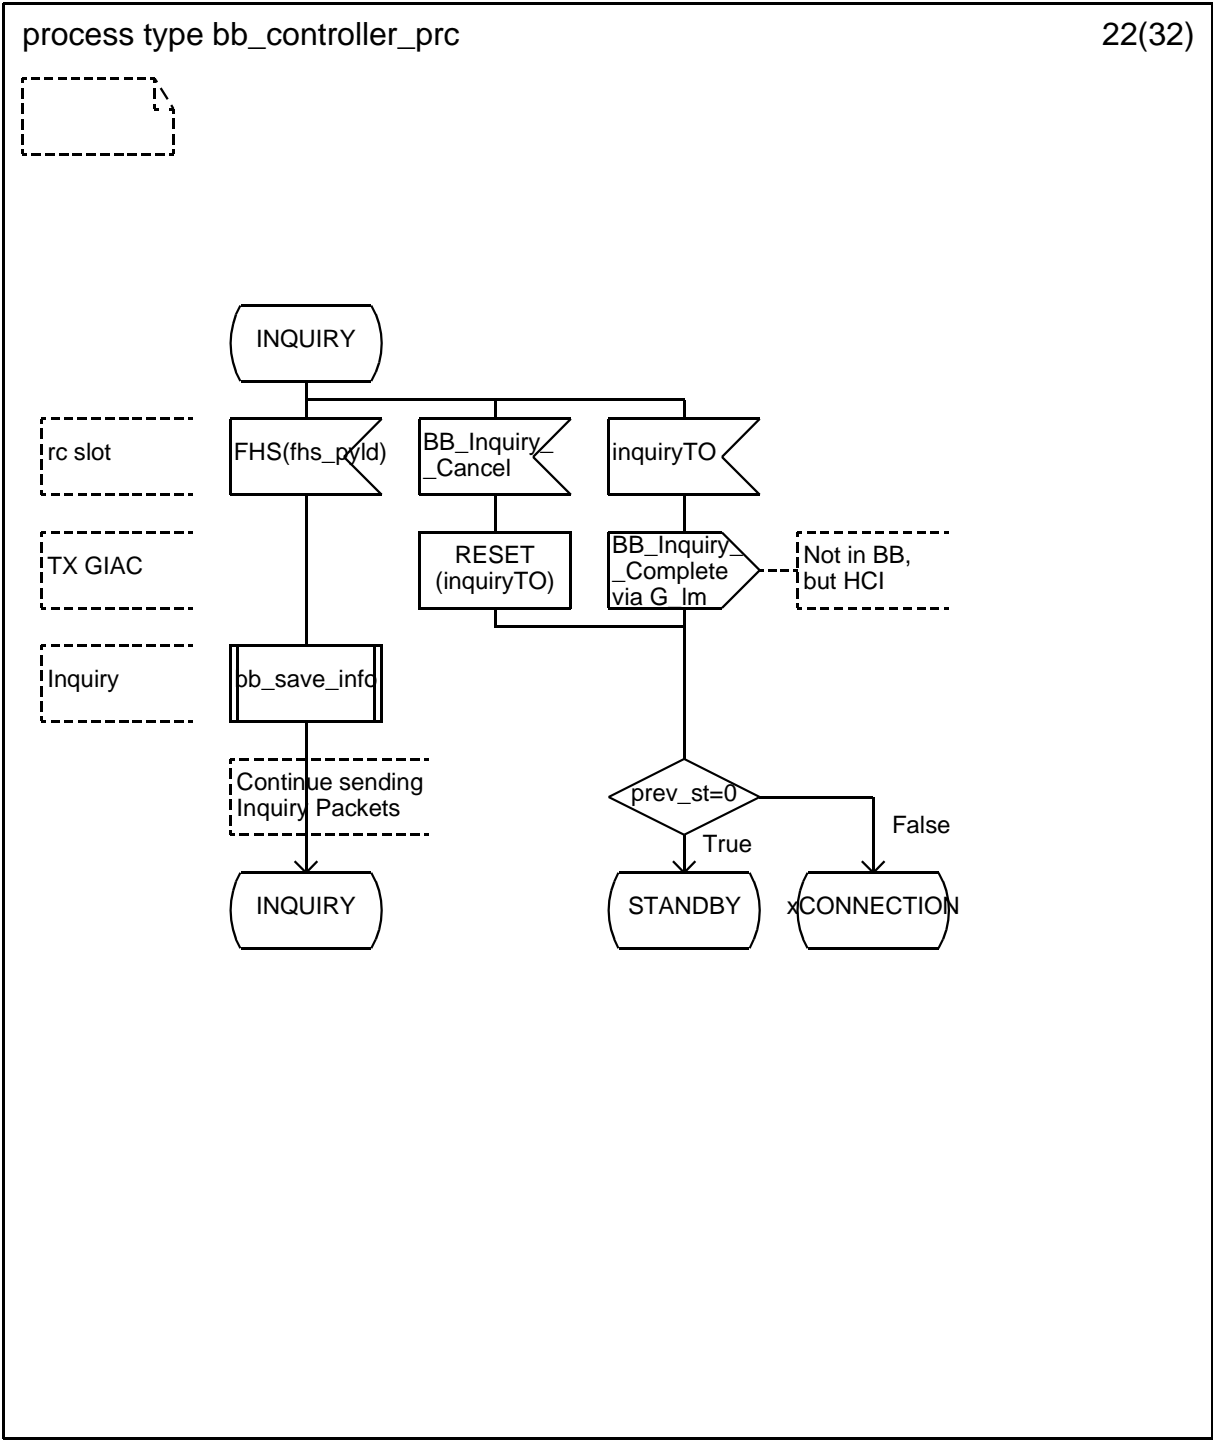 process type bb_controller_prc
22(32)
INQUIRY
rc slot
FHS(fhs_pyld)
BB_Inquiry_
_Cancel
inquiryTO
TX GIAC
RESET
(inquiryTO)
BB_Inquiry_
_Complete
via G_lm
Not in BB,
but HCI
Inquiry
bb_save_info
Continue sending
Inquiry Packets
prev_st=0
False
True
INQUIRY
STANDBY
xCONNECTION